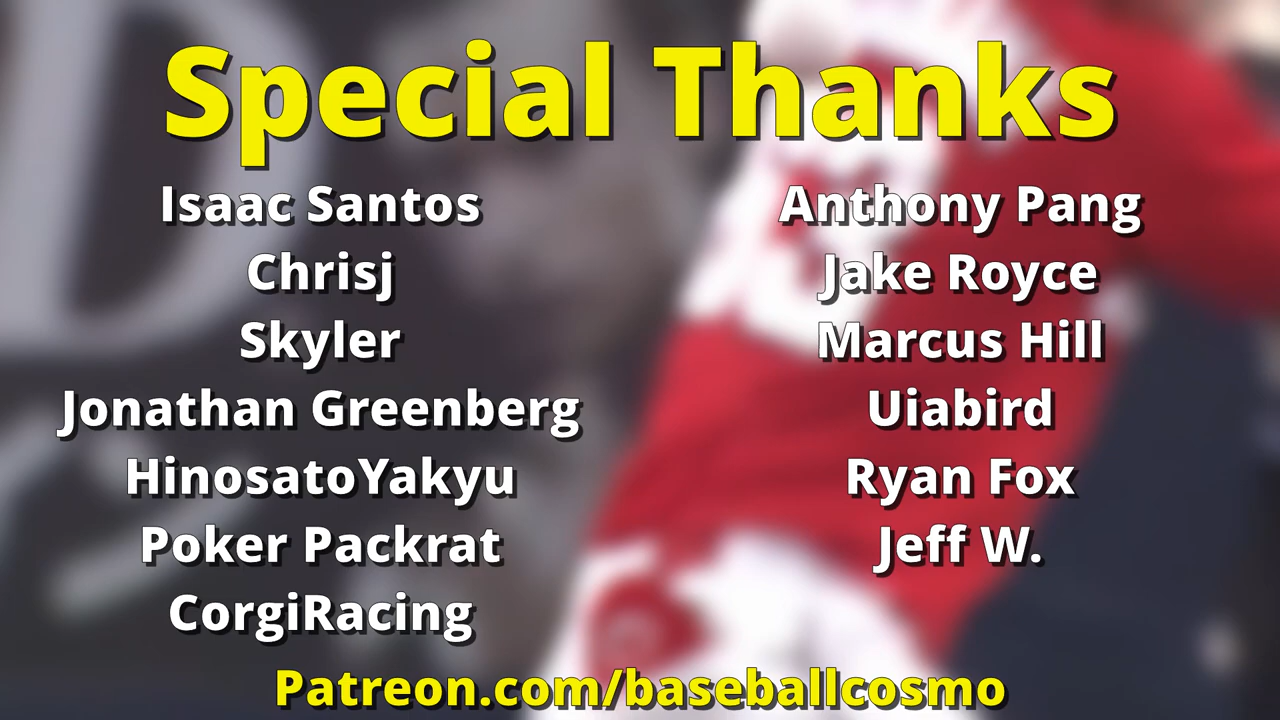 Special Thanks
Isaac Santos
Chrisj
Skyler
Jonathan Greenberg
HinosatoYakyu
Poker Packrat
CorgiRacing
Anthony Pang
Jake Royce
Marcus Hill
Uiabird
Ryan Fox
Jeff W.
Patreon.com/baseballcosmo